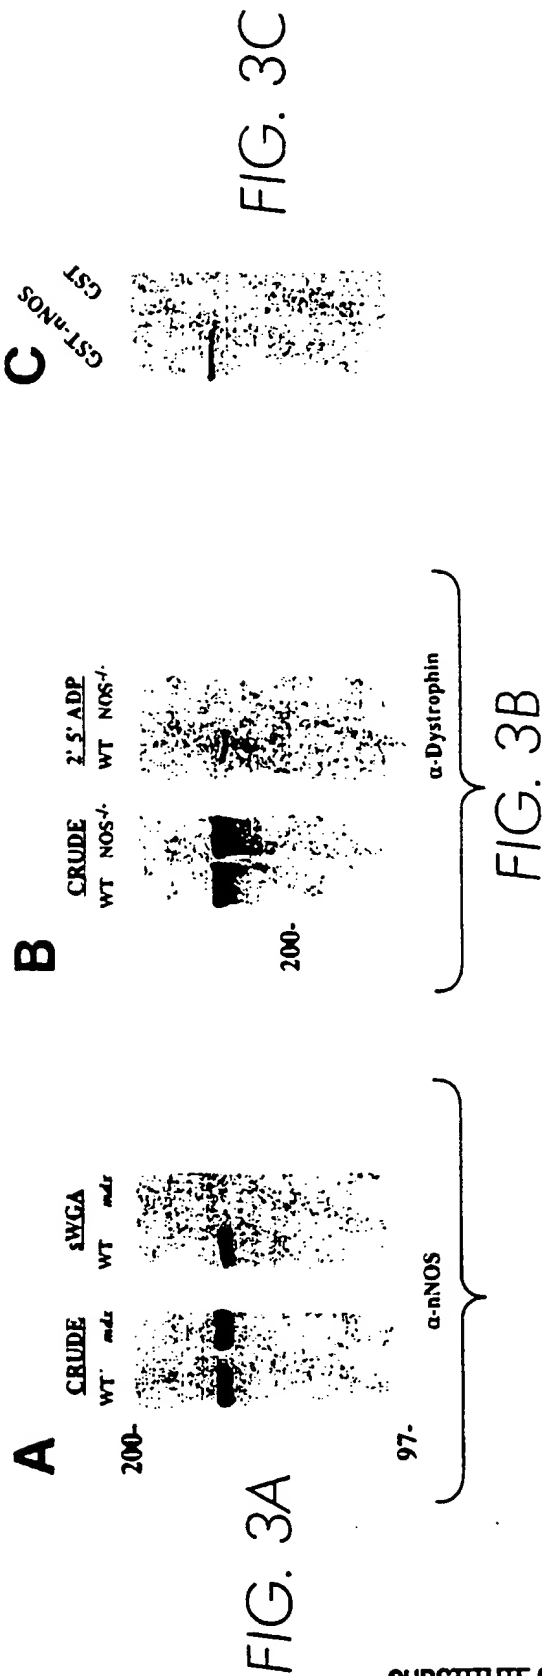 A
CRUDE
WT mdx
sWGA
WT mdx
200-
97-
α-nNOS
FIG. 3A
B
CRUDE
WT NOS-/-
2' 5' ADP
WT NOS-/-
200-
α-Dystrophin
FIG. 3B
C
GST-nNOS
GST
FIG. 3C